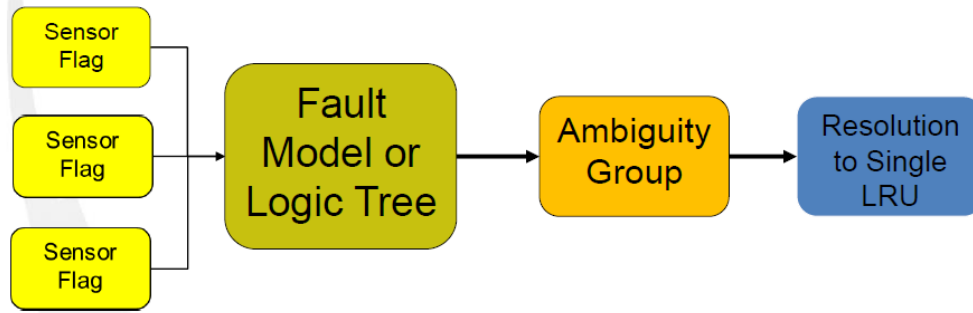 Sensor
Flag
Sensor
Flag
Sensor
Flag
Fault
Model or
Logic Tree
Ambiguity
Group
Resolution
to Single
LRU